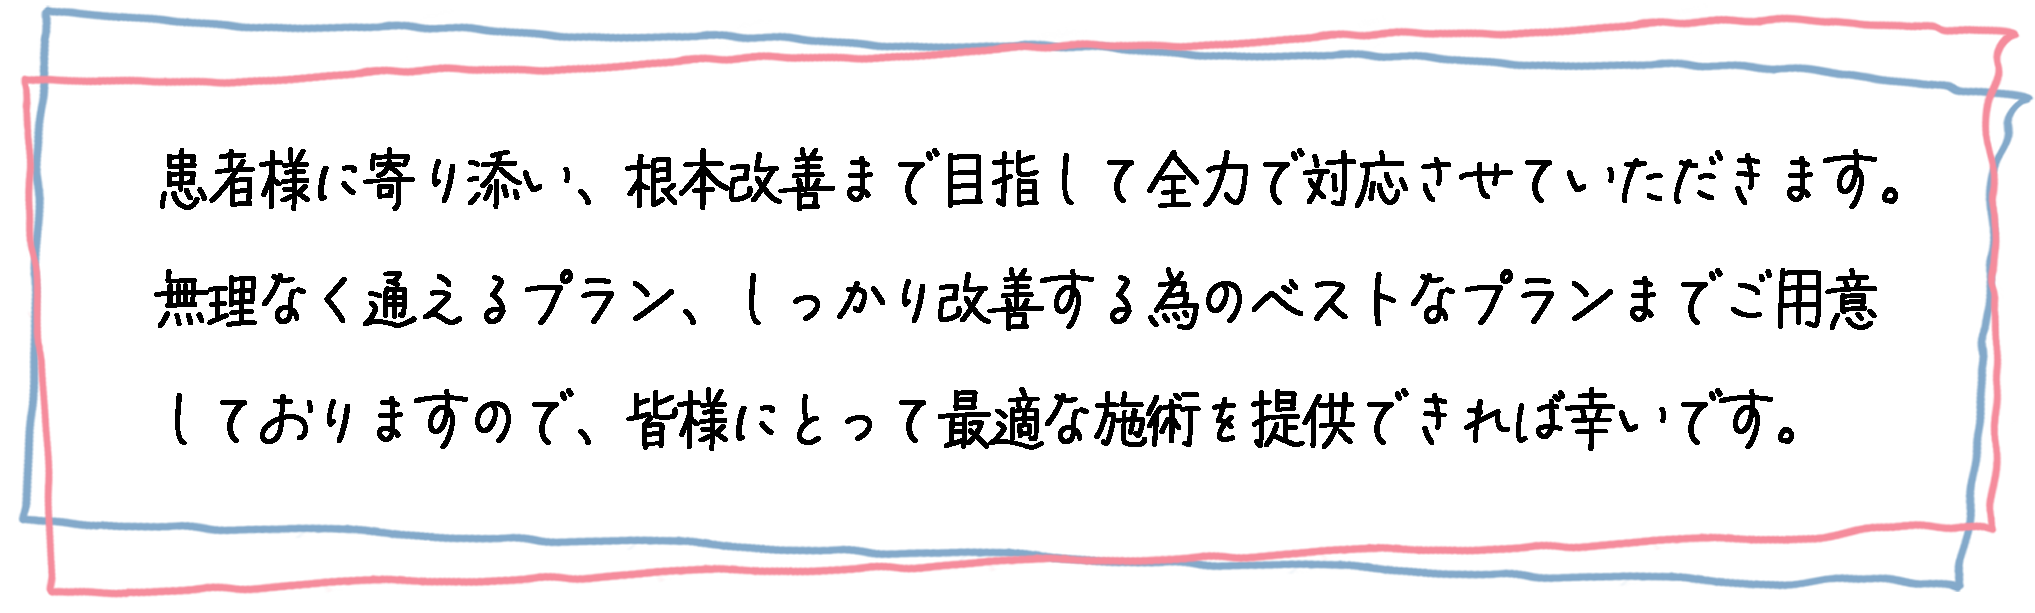 患者様に寄り添い、根本改善まで目指して全力で対応させていただきます。
無理なく通えるプラン、しっかり改善する為のベストなプランまでご用意
しておりますので、皆様にとって最適な施術を提供できれば幸いです。